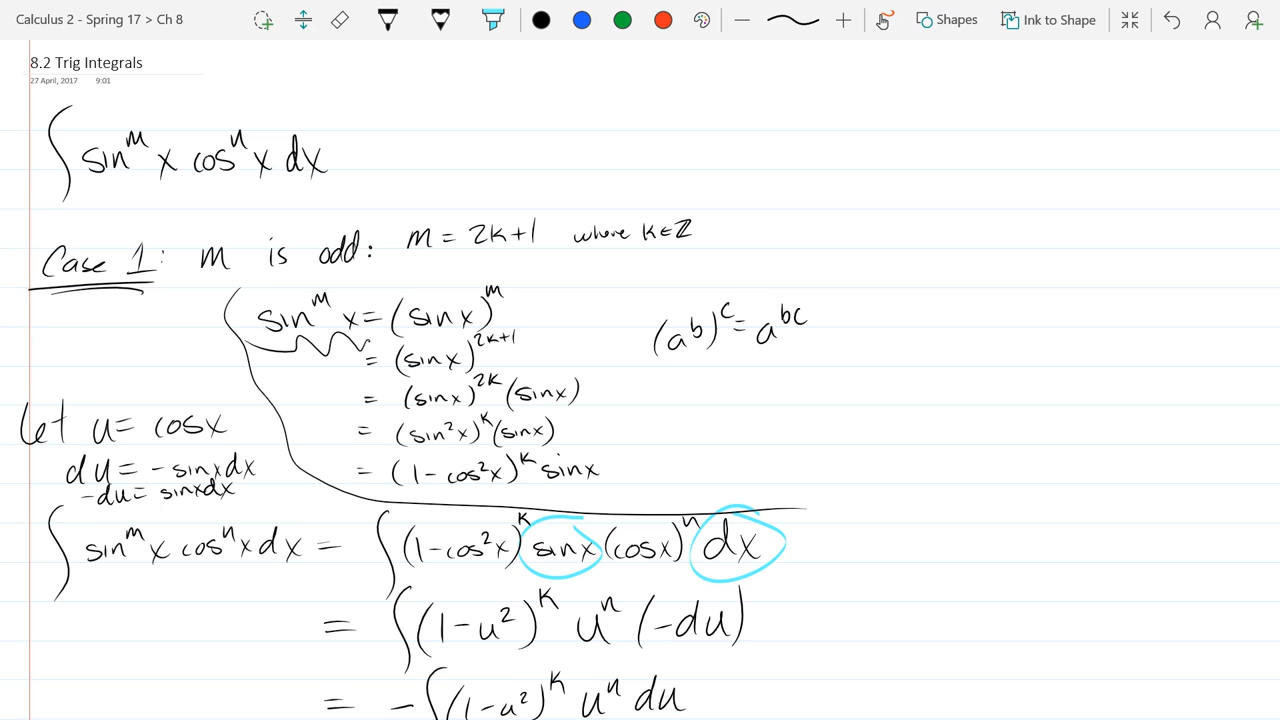 Calculus 2 - Spring 17 > Ch 8
Shapes
Ink to Shape
8.2 Trig Integrals
27 April, 2017 9:01
∫ sin^m x cos^n x dx
Case 1: m is odd: m = 2k+1 where k∈ℤ
sin^m x = (sin x)^m
(a^b)^c = a^bc
= (sin x)^2k+1
= (sin x)^2k (sin x)
= (sin²x)^k (sin x)
= (1-cos²x)^k sin x
Let u = cos x
du = -sin x dx
-du = sin x dx
∫ sin^m x cos^n x dx = ∫ (1-cos²x)^k sin x (cos x)^n dx
= ∫ (1-u²)^k u^n (-du)
= -∫ (1-u²)^k u^n du